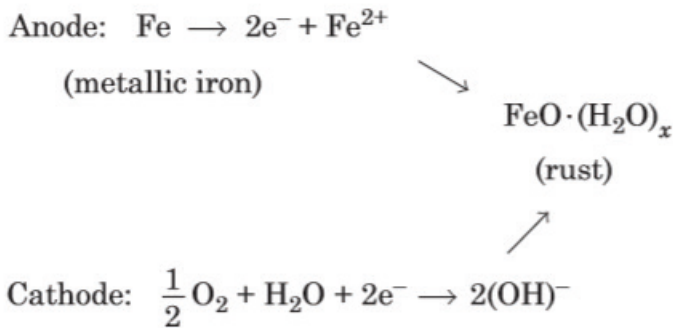 Anode: Fe → 2e⁻ + Fe²⁺
(metallic iron)
FeO·(H₂O)ₓ
(rust)
Cathode: 1/2 O₂ + H₂O + 2e⁻ → 2(OH)⁻